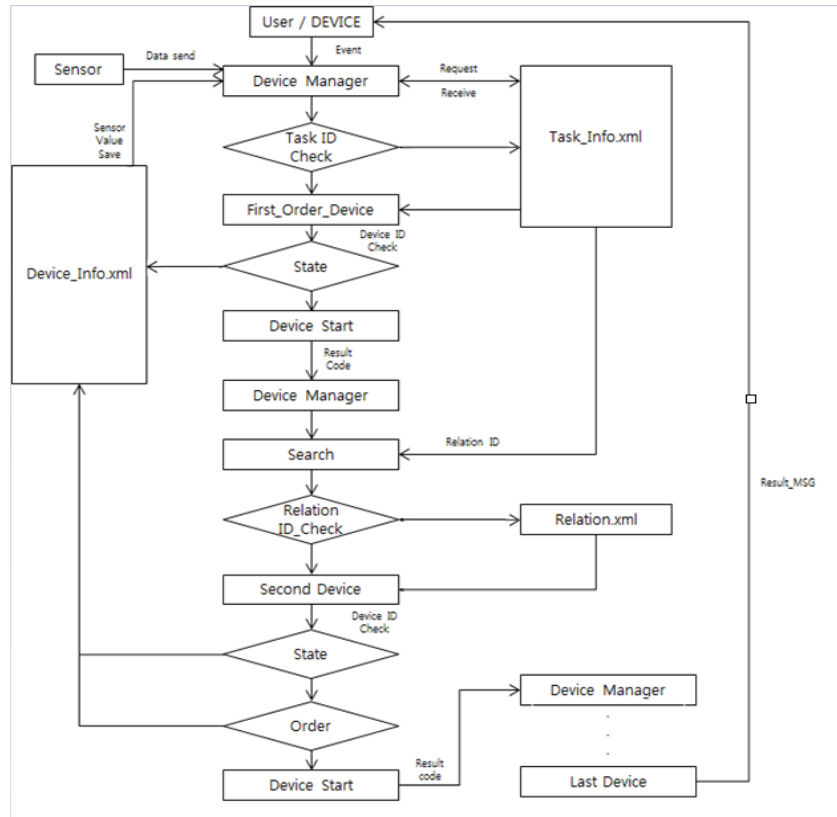 User / DEVICE
Event
Data send
Sensor
Device Manager
Request
Receive
Sensor
Value
Save
Task ID
Check
Task_Info.xml
First_Order_Device
Device ID
Check
State
Device_Info.xml
Device Start
Result
Code
Device Manager
Relation ID
Search
Result_MSG
Relation
ID_Check
Relation.xml
Second Device
Device ID
Check
State
Device Manager
Order
Result
code
Device Start
Last Device